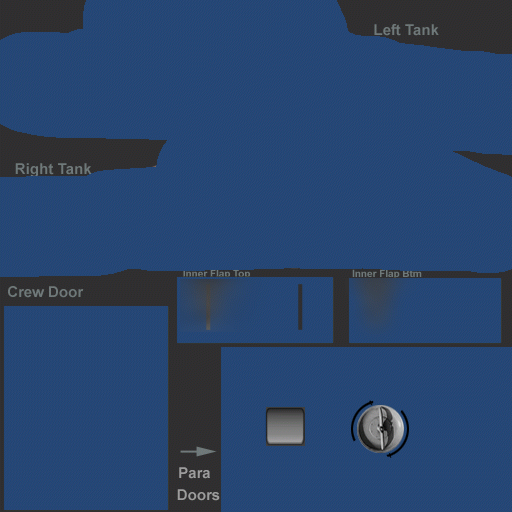 Left Tank
Right Tank
Inner Flap Top
Inner Flap Btm
Crew Door
Para
Doors